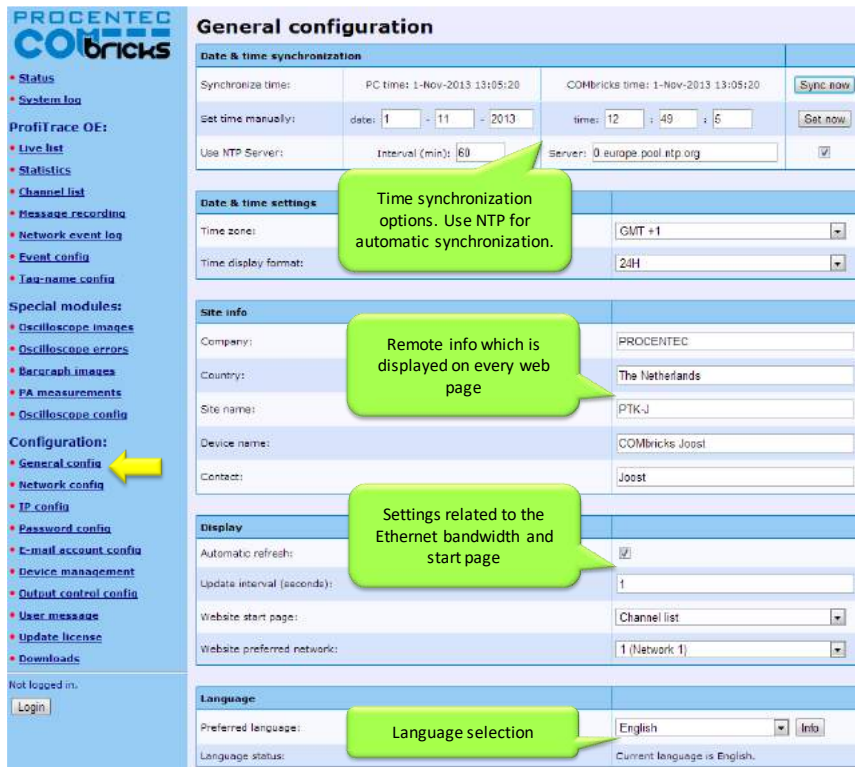 PROCENTEC
COMbricks
• Status
• System log
ProfiTrace OE:
• Live list
• Statistics
• Channel list
• Message recording
• Network event log
• Event config
• Tag-name config
Special modules:
• Oscilloscope images
• Oscilloscope errors
• Bargraph images
• PA measurements
• Oscilloscope config
Configuration:
• General config
• Network config
• IP config
• Password config
• E-mail account config
• Device management
• Output control config
• User message
• Update license
• Downloads
Not logged in.
Login
General configuration
Date & time synchronization
Synchronize time: PC time: 1-Nov-2013 13:05:20 COMbricks time: 1-Nov-2013 13:05:20 Sync now
Set time manually: date: 1 - 11 - 2013 time: 12 : 49 : 5 Set now
Use NTP Server: Interval (min): 60 Server: 0.europe.pool.ntp.org
Time synchronization
options. Use NTP for
automatic synchronization.
Date & time settings
Time zone: GMT +1
Time display format: 24H
Site info
Company: PROCENTEC
Country: The Netherlands
Site name: PTK-J
Device name: COMbricks Joost
Contact: Joost
Remote info which is
displayed on every web
page
Display
Automatic refresh:
Update interval (seconds): 1
Website start page: Channel list
Website preferred network: 1 (Network 1)
Settings related to the
Ethernet bandwidth and
start page
Language
Preferred language: English Info
Language status: Current language is English.
Language selection